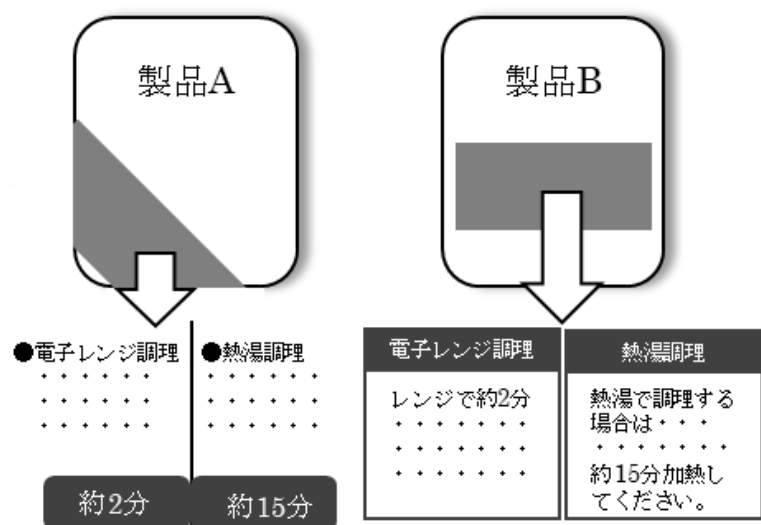 製品A
●電子レンジ調理
・・・・・・
・・・・・・
・・・・・・
約2分
●熱湯調理
・・・・・・
・・・・・・
・・・・・・
約15分
製品B
電子レンジ調理
レンジで約2分
・・・・・・・
・・・・・・・
・・・・・・・
熱湯調理
熱湯で調理する
場合は・・・
・・・・・・・
約15分加熱し
てください。